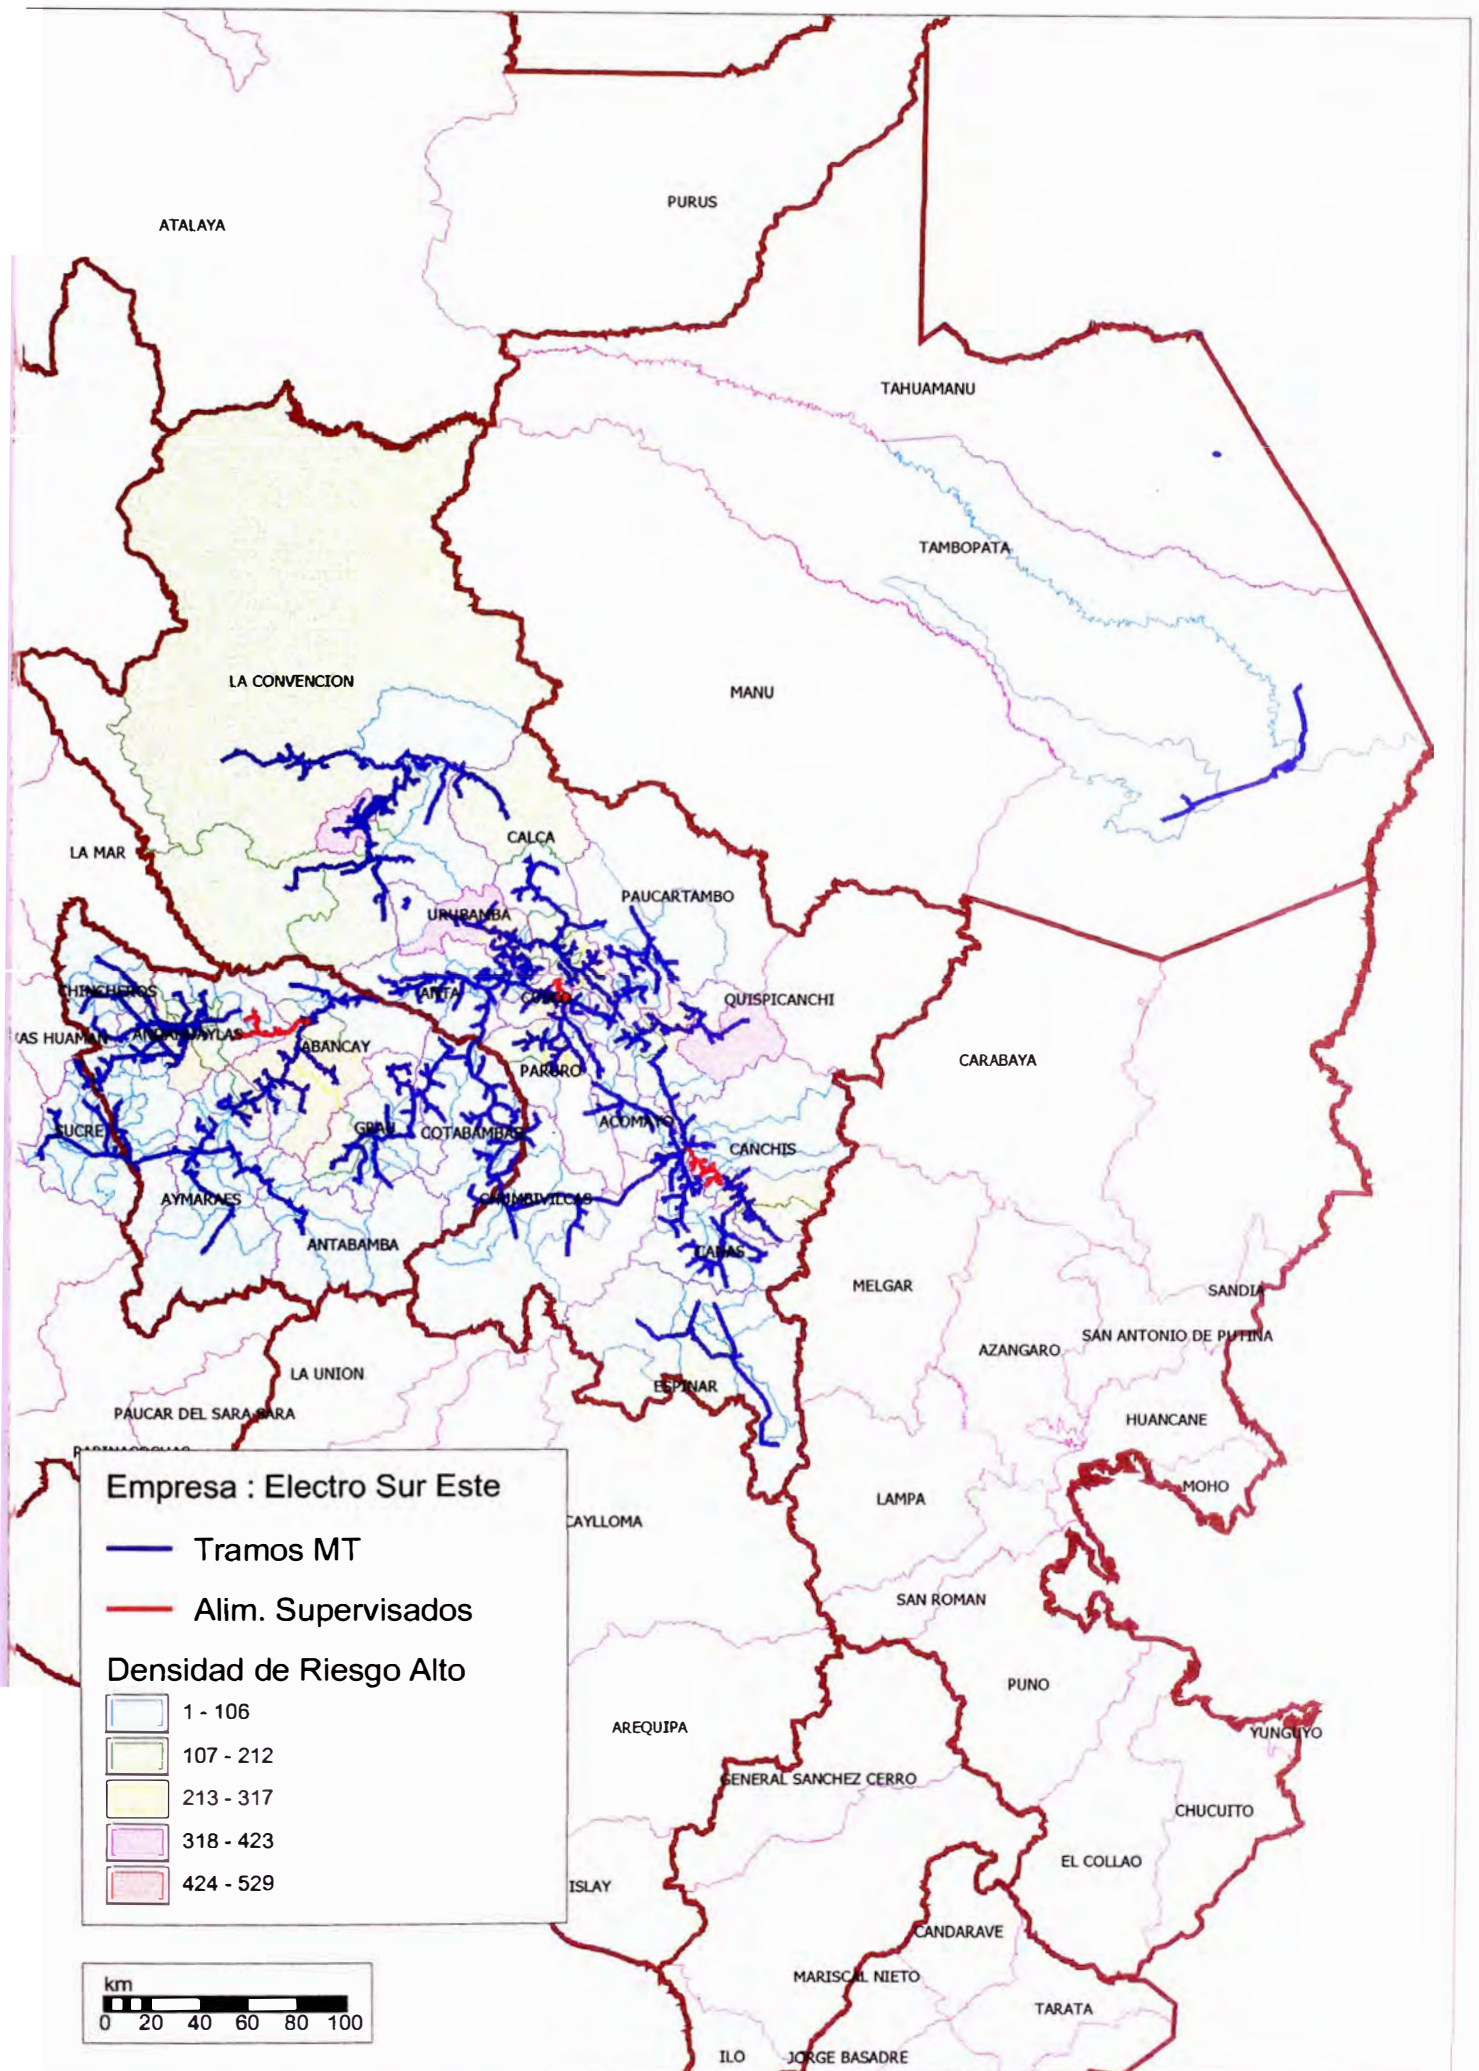 PURUS
ATALAYA
TAHUAMANU
TAMBOPATA
LA CONVENCION
MANU
CALCA
LA MAR
PAUCARTAMBO
URUBAMBA
CHINCHEROS
ANTA
CUSCO
QUISPICANCHI
AS HUAMAN
ANDAHUAYLAS
ABANCAY
CARABAYA
PARURO
SUCRE
GRAU
COTABAMBAS
ACOMAYO
CANCHIS
AYMARAES
CHUMBIVILCAS
ANTABAMBA
CANAS
MELGAR
SANDIA
SAN ANTONIO DE PUTINA
AZANGARO
LA UNION
ESPINAR
PAUCAR DEL SARA SARA
HUANCANE
MOHO
LAMPA
CAYLLOMA
SAN ROMAN
PUNO
AREQUIPA
YUNGUYO
GENERAL SANCHEZ CERRO
CHUCUITO
EL COLLAO
ISLAY
CANDARAVE
MARISCAL NIETO
TARATA
ILO
JORGE BASADRE
Empresa : Electro Sur Este
Tramos MT
Alim. Supervisados
Densidad de Riesgo Alto
1 - 106
107 - 212
213 - 317
318 - 423
424 - 529
km
0 20 40 60 80 100